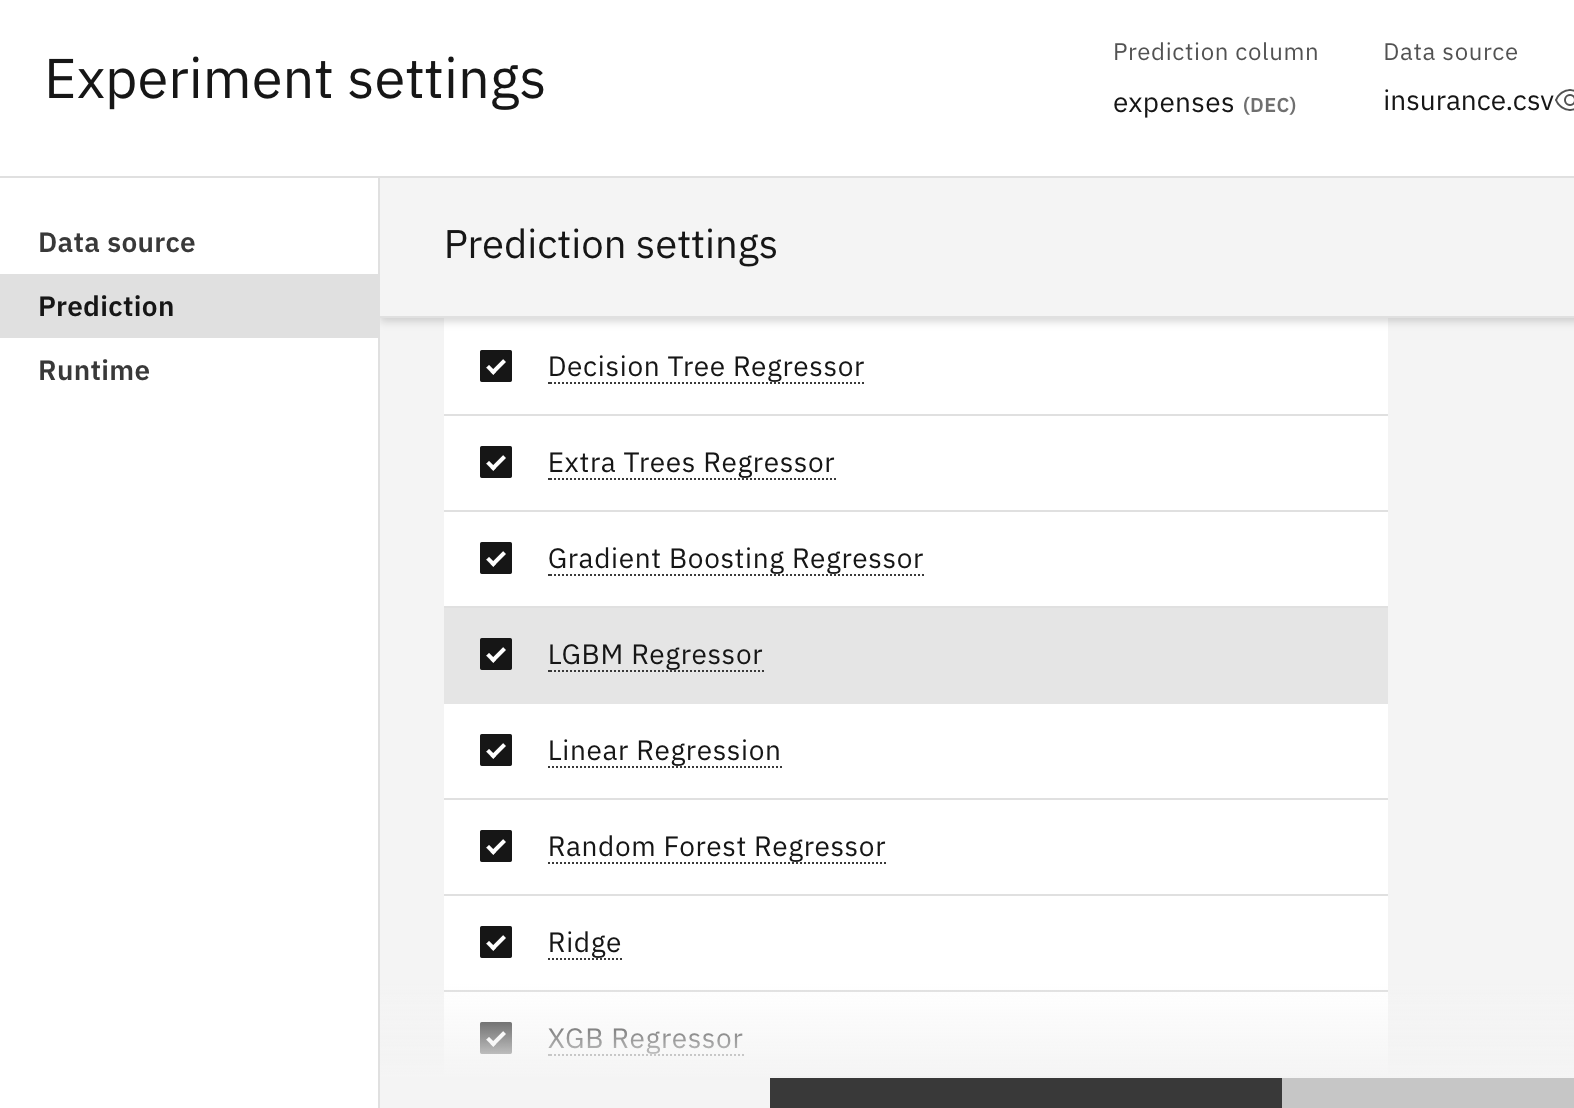 Experiment settings
Prediction column
expenses (DEC)
Data source
insurance.csv
Data source
Prediction
Runtime
Prediction settings
Decision Tree Regressor
Extra Trees Regressor
Gradient Boosting Regressor
LGBM Regressor
Linear Regression
Random Forest Regressor
Ridge
XGB Regressor